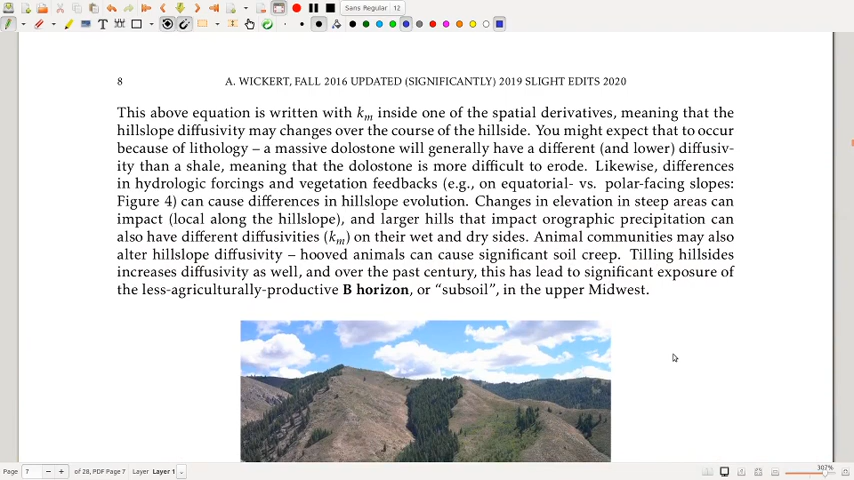 Sans Regular 12
8 A. WICKERT, FALL 2016 UPDATED (SIGNIFICANTLY) 2019 SLIGHT EDITS 2020
This above equation is written with km inside one of the spatial derivatives, meaning that the
hillslope diffusivity may changes over the course of the hillside. You might expect that to occur
because of lithology – a massive dolostone will generally have a different (and lower) diffusiv-
ity than a shale, meaning that the dolostone is more difficult to erode. Likewise, differences
in hydrologic forcings and vegetation feedbacks (e.g., on equatorial- vs. polar-facing slopes:
Figure 4) can cause differences in hillslope evolution. Changes in elevation in steep areas can
impact (local along the hillslope), and larger hills that impact orographic precipitation can
also have different diffusivities (km) on their wet and dry sides. Animal communities may also
alter hillslope diffusivity – hooved animals can cause significant soil creep. Tilling hillsides
increases diffusivity as well, and over the past century, this has lead to significant exposure of
the less-agriculturally-productive B horizon, or “subsoil”, in the upper Midwest.
Page 7 of 28, PDF Page 7 Layer Layer 1 307%